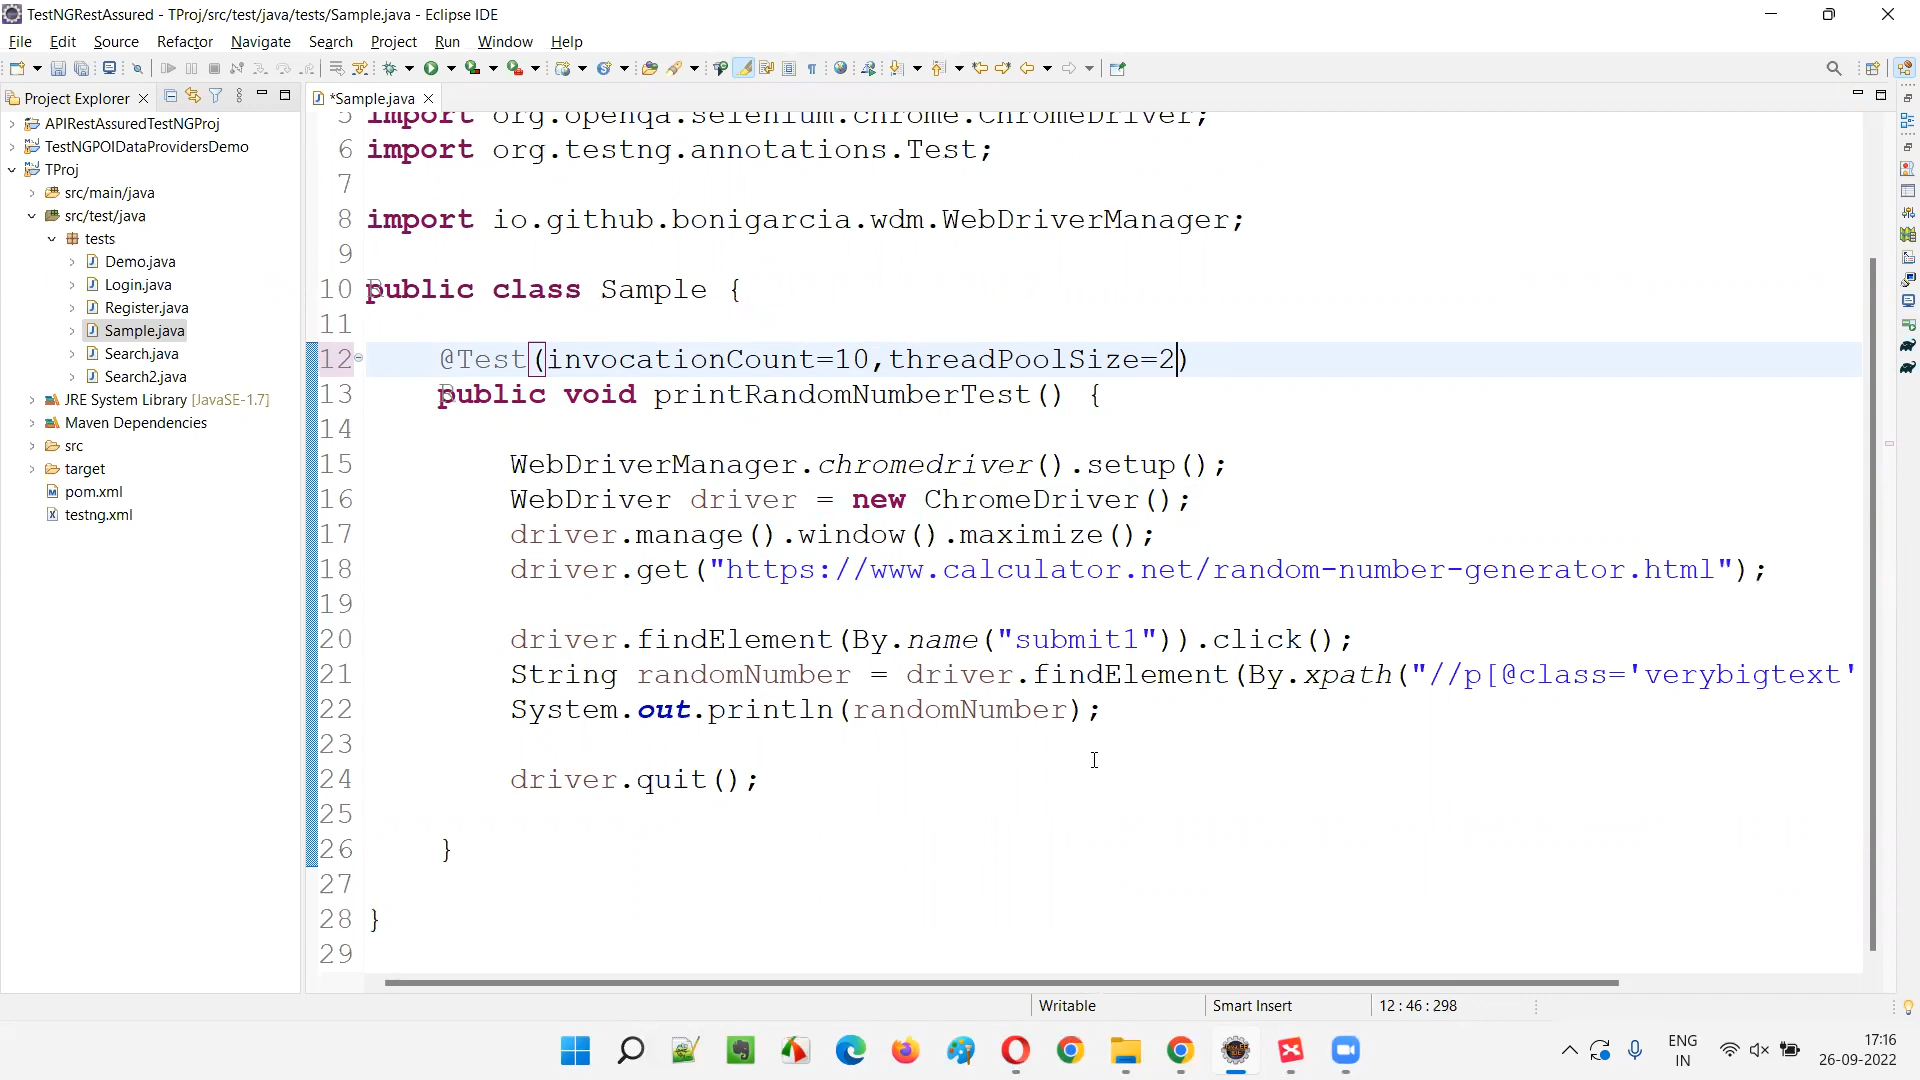 TestNGRestAssured - TProj/src/test/java/tests/Sample.java - Eclipse IDE
File Edit Source Refactor Navigate Search Project Run Window Help
Project Explorer
*Sample.java
APIRestAssuredTestNGProj
TestNGPOIDataProvidersDemo
TProj
src/main/java
src/test/java
tests
Demo.java
Login.java
Register.java
Sample.java
Search.java
Search2.java
JRE System Library [JavaSE-1.7]
Maven Dependencies
src
target
pom.xml
testng.xml
5 import org.openqa.selenium.chrome.ChromeDriver;
6 import org.testng.annotations.Test;
7
8 import io.github.bonigarcia.wdm.WebDriverManager;
9
10 public class Sample {
11
12 @Test(invocationCount=10,threadPoolSize=2)
13 public void printRandomNumberTest() {
14
15 WebDriverManager.chromedriver().setup();
16 WebDriver driver = new ChromeDriver();
17 driver.manage().window().maximize();
18 driver.get("https://www.calculator.net/random-number-generator.html");
19
20 driver.findElement(By.name("submit1")).click();
21 String randomNumber = driver.findElement(By.xpath("//p[@class='verybigtext'
22 System.out.println(randomNumber);
23
24 driver.quit();
25
26 }
27
28 }
29
Writable Smart Insert 12 : 46 : 298
ENG
IN
17:16
26-09-2022